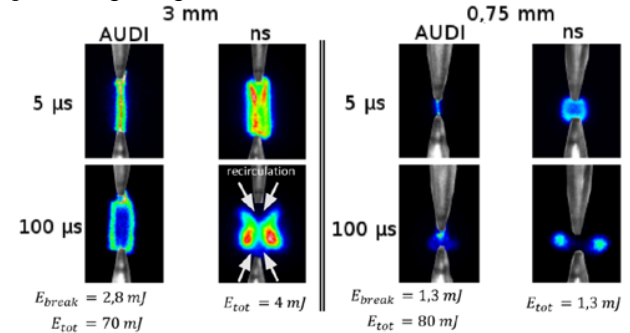 3 mm
0,75 mm
AUDI
ns
AUDI
ns
5 µs
5 µs
recirculation
100 µs
100 µs
E_break = 2,8 mJ
E_tot = 70 mJ
E_tot = 4 mJ
E_break = 1,3 mJ
E_tot = 80 mJ
E_tot = 1,3 mJ